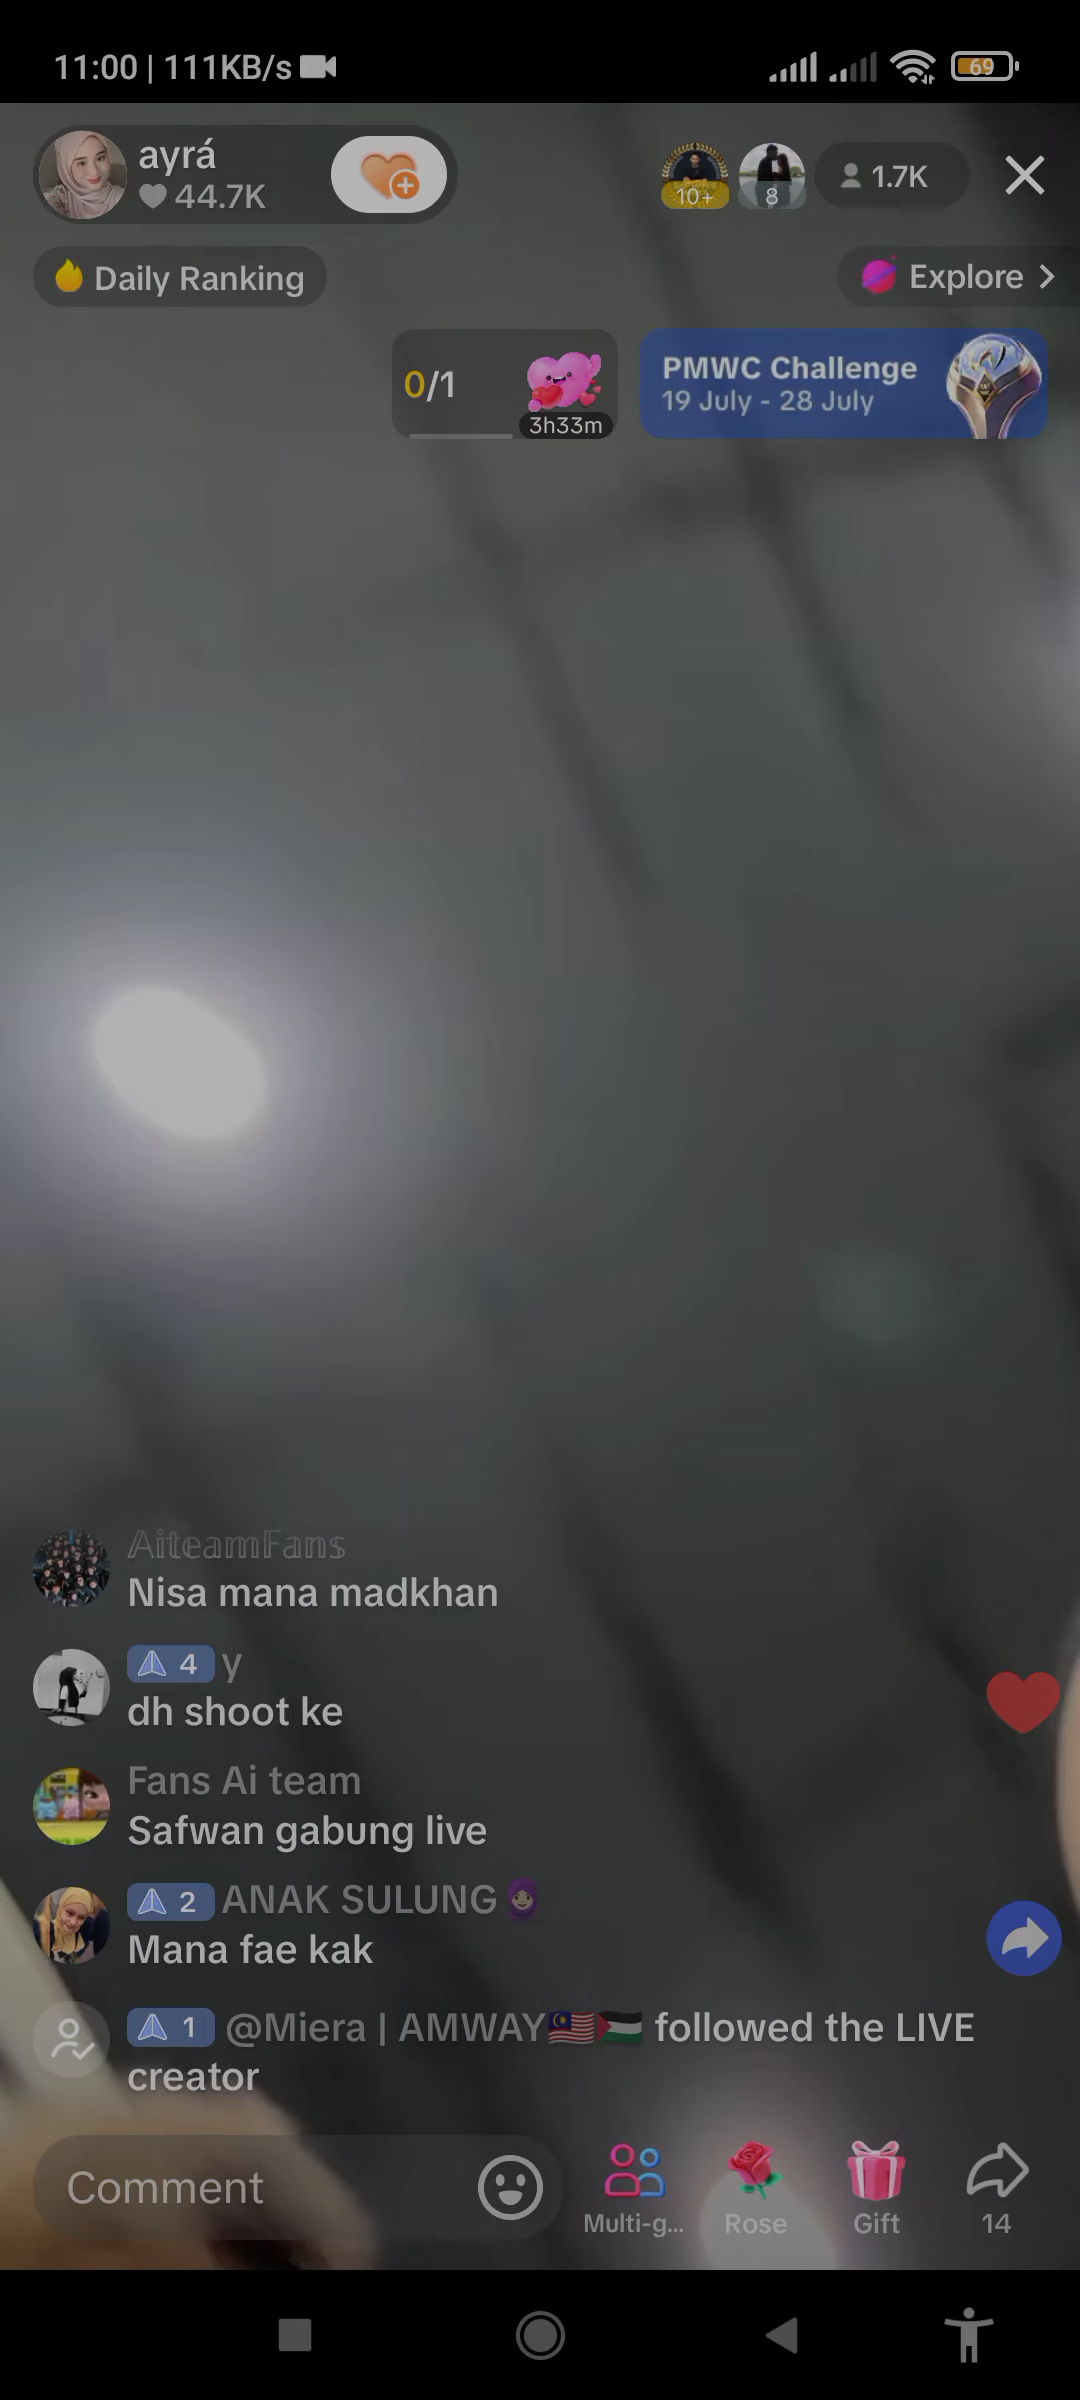 11:00 | 111KB/s
69
ayrá
44.7K
10+
8
1.7K
Daily Ranking
Explore
0/1
3h33m
PMWC Challenge
19 July - 28 July
𝔸𝕚𝕥𝕖𝕒𝕞𝔽𝕒𝕟𝕤
Nisa mana madkhan
4 y
dh shoot ke
Fans Ai team
Safwan gabung live
2 ANAK SULUNG🧕
Mana fae kak
1 @Miera | AMWAY🇲🇾🇵🇸 followed the LIVE
creator
Comment
Multi-g...
Rose
Gift
14